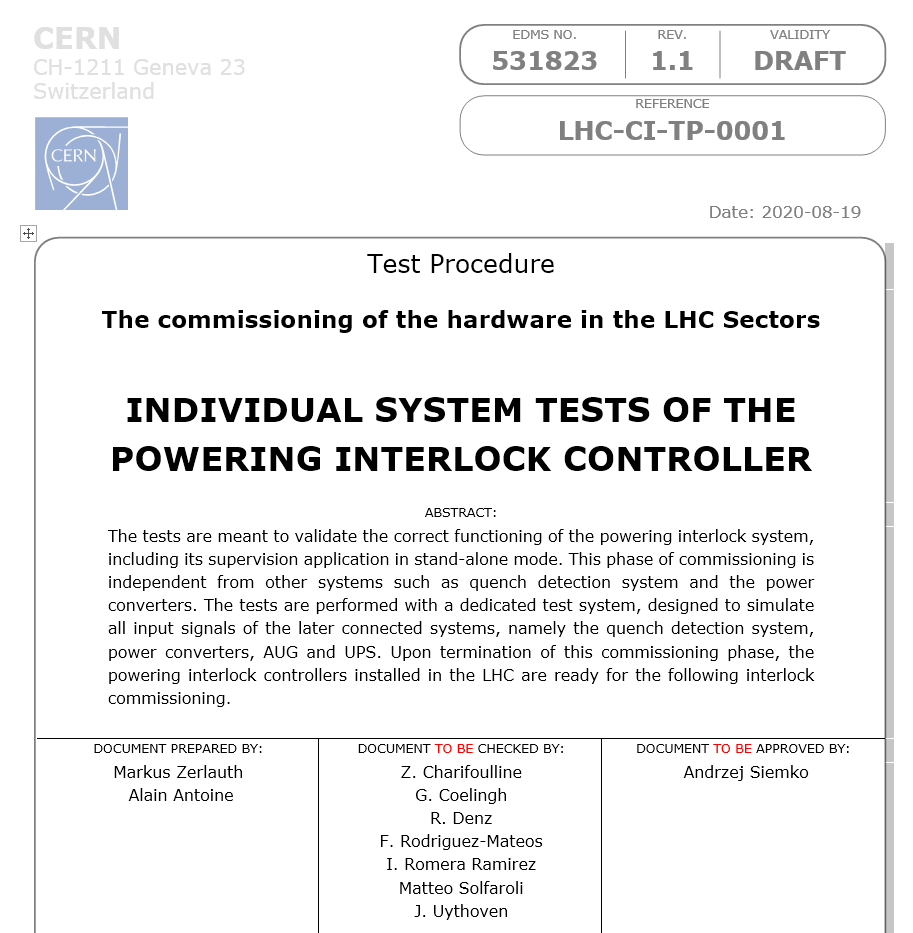 CERN
CH-1211 Geneva 23
Switzerland
CERN
EDMS NO. REV. VALIDITY
531823 1.1 DRAFT
REFERENCE
LHC-CI-TP-0001
Date: 2020-08-19
Test Procedure
The commissioning of the hardware in the LHC Sectors
INDIVIDUAL SYSTEM TESTS OF THE
POWERING INTERLOCK CONTROLLER
ABSTRACT:
The tests are meant to validate the correct functioning of the powering interlock system,
including its supervision application in stand-alone mode. This phase of commissioning is
independent from other systems such as quench detection system and the power
converters. The tests are performed with a dedicated test system, designed to simulate
all input signals of the later connected systems, namely the quench detection system,
power converters, AUG and UPS. Upon termination of this commissioning phase, the
powering interlock controllers installed in the LHC are ready for the following interlock
commissioning.
DOCUMENT PREPARED BY:
Markus Zerlauth
Alain Antoine
DOCUMENT TO BE CHECKED BY:
Z. Charifoulline
G. Coelingh
R. Denz
F. Rodriguez-Mateos
I. Romera Ramirez
Matteo Solfaroli
J. Uythoven
DOCUMENT TO BE APPROVED BY:
Andrzej Siemko